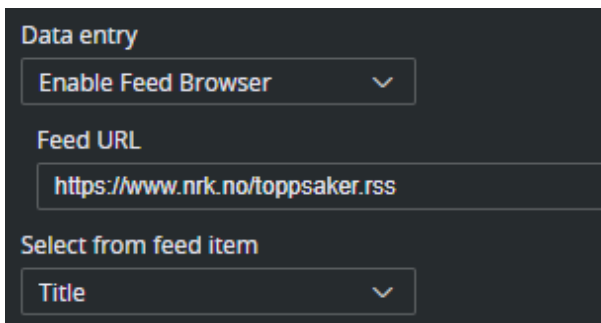 Data entry
Enable Feed Browser
Feed URL
https://www.nrk.no/toppsaker.rss
Select from feed item
Title